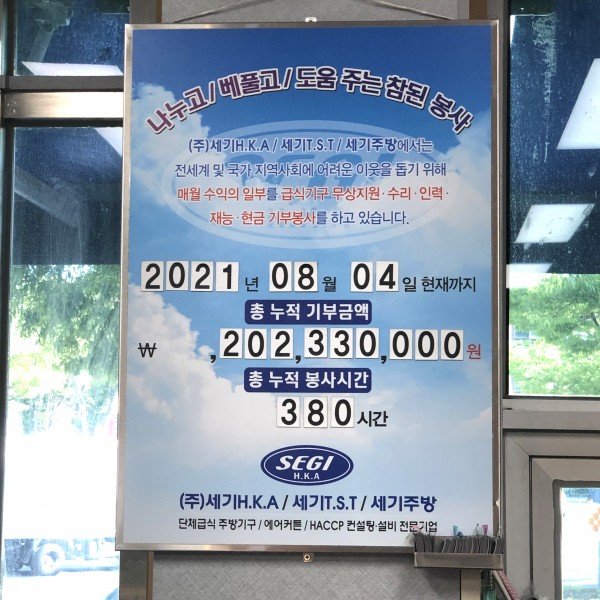 나누고/베풀고/도움 주는 참된 봉사
(주)세기H.K.A / 세기T.S.T / 세기주방에서는
전세계 및 국가 지역사회에 어려운 이웃을 돕기 위해
매월 수익의 일부를 급식기구 무상지원·수리·인력·
재능·현금 기부봉사를 하고 있습니다.
2021년 08월 04일 현재까지
총 누적 기부금액
₩ ,202,330,000원
총 누적 봉사시간
380시간
SEGI
H.K.A
(주)세기H.K.A / 세기T.S.T / 세기주방
단체급식 주방기구 / 에어커튼 / HACCP 컨설팅·설비 전문기업